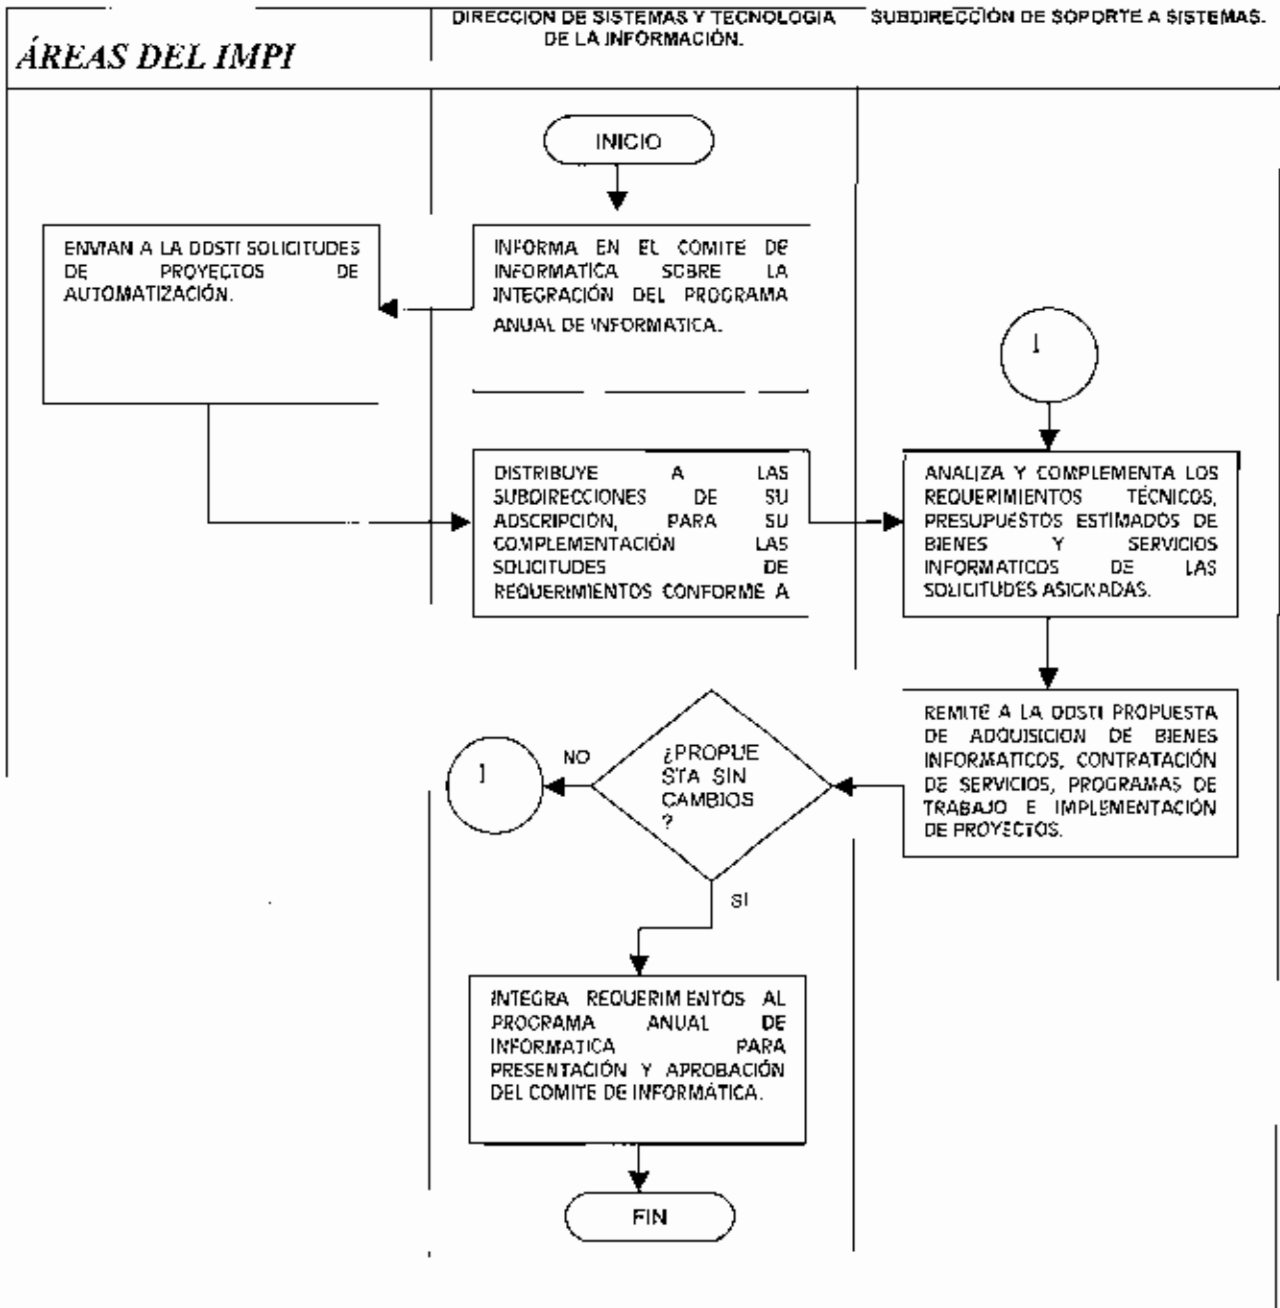 DIRECCION DE SISTEMAS Y TECNOLOGIA
DE LA INFORMACIÓN.
SUBDIRECCIÓN DE SOPORTE A SISTEMAS.
ÁREAS DEL IMPI
INICIO
ENVIAN A LA DDSTI SOLICITUDES
DE PROYECTOS DE
AUTOMATIZACIÓN.
INFORMA EN EL COMITE DE
INFORMATICA SOBRE LA
INTEGRACIÓN DEL PROGRAMA
ANUAL DE INFORMATICA.
1
DISTRIBUYE A LAS
SUBDIRECCIONES DE SU
ADSCRIPCIÓN, PARA SU
COMPLEMENTACIÓN LAS
SOLICITUDES DE
REQUERIMIENTOS CONFORME A
ANALIZA Y COMPLEMENTA LOS
REQUERIMIENTOS TÉCNICOS,
PRESUPUESTOS ESTIMADOS DE
BIENES Y SERVICIOS
INFORMATICOS DE LAS
SOLICITUDES ASIGNADAS.
REMITE A LA DDSTI PROPUESTA
DE ADQUISICION DE BIENES
INFORMATICOS, CONTRATACIÓN
DE SERVICIOS, PROGRAMAS DE
TRABAJO E IMPLEMENTACIÓN
DE PROYECTOS.
¿PROPUE
STA SIN
CAMBIOS
?
NO
1
SI
INTEGRA REQUERIMIENTOS AL
PROGRAMA ANUAL DE
INFORMATICA PARA
PRESENTACIÓN Y APROBACIÓN
DEL COMITE DE INFORMÁTICA.
FIN